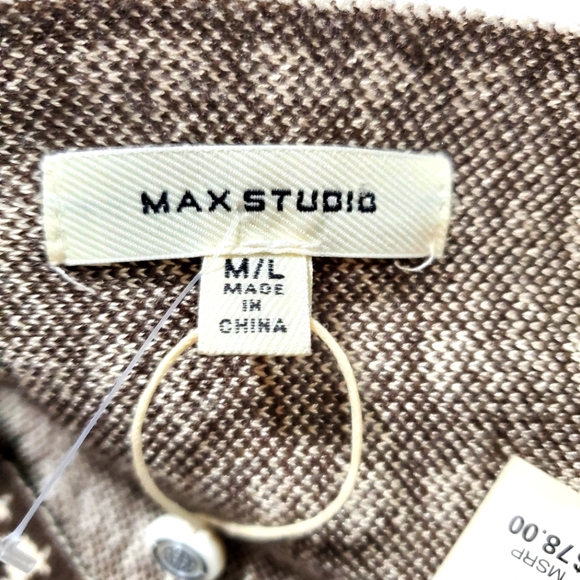 MAX STUDIO
M/L
MADE
IN
CHINA
MSRP
$78.00